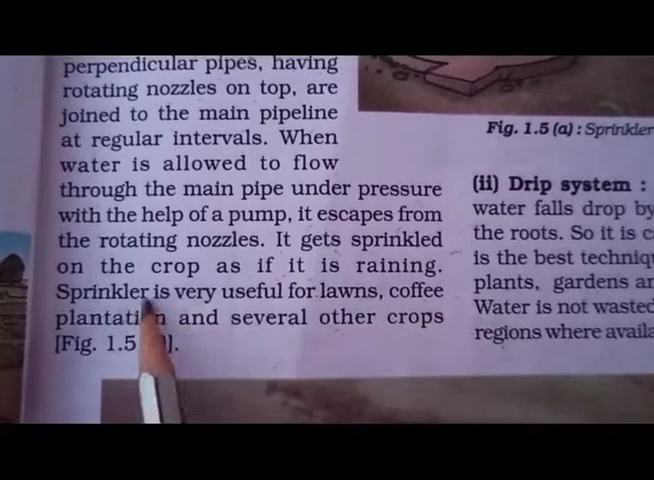 perpendicular pipes, having
rotating nozzles on top, are
joined to the main pipeline
at regular intervals. When
water is allowed to flow
through the main pipe under pressure
with the help of a pump, it escapes from
the rotating nozzles. It gets sprinkled
on the crop as if it is raining.
Sprinkler is very useful for lawns, coffee
and several other crops
[Fig. 1.5
Fig. 1.5 (a) : Sprinkler
(ii) Drip system :
water falls drop by
the roots. So it is
is the best
plants, gardens
Water is not wasted
regions where